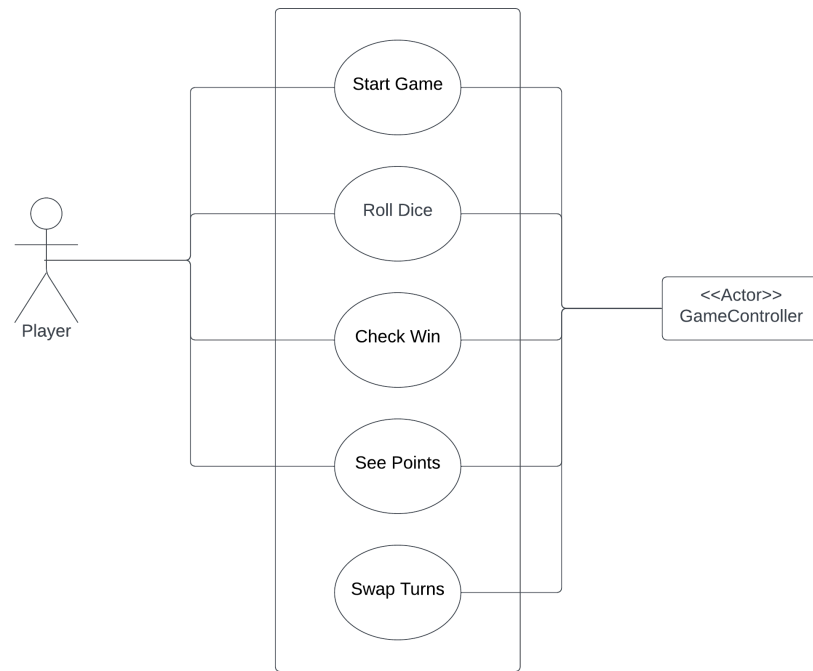 Start Game
Roll Dice
Player
<<Actor>>
GameController
Check Win
See Points
Swap Turns